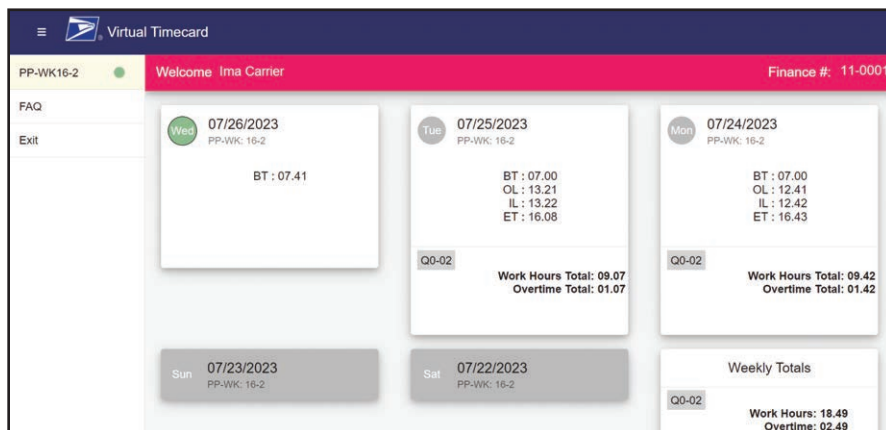 ≡ Virtual Timecard
PP-WK16-2
FAQ
Exit
Welcome Ima Carrier
Finance #: 11-0001
Wed 07/26/2023
PP-WK: 16-2
BT : 07.41
Tue 07/25/2023
PP-WK: 16-2
BT : 07.00
OL : 13.21
IL : 13.22
ET : 16.08
Q0-02
Work Hours Total: 09.07
Overtime Total: 01.07
Mon 07/24/2023
PP-WK: 16-2
BT : 07.00
OL : 12.41
IL : 12.42
ET : 16.43
Q0-02
Work Hours Total: 09.42
Overtime Total: 01.42
Sun 07/23/2023
PP-WK: 16-2
Sat 07/22/2023
PP-WK: 16-2
Weekly Totals
Q0-02
Work Hours: 18.49
Overtime: 02.49